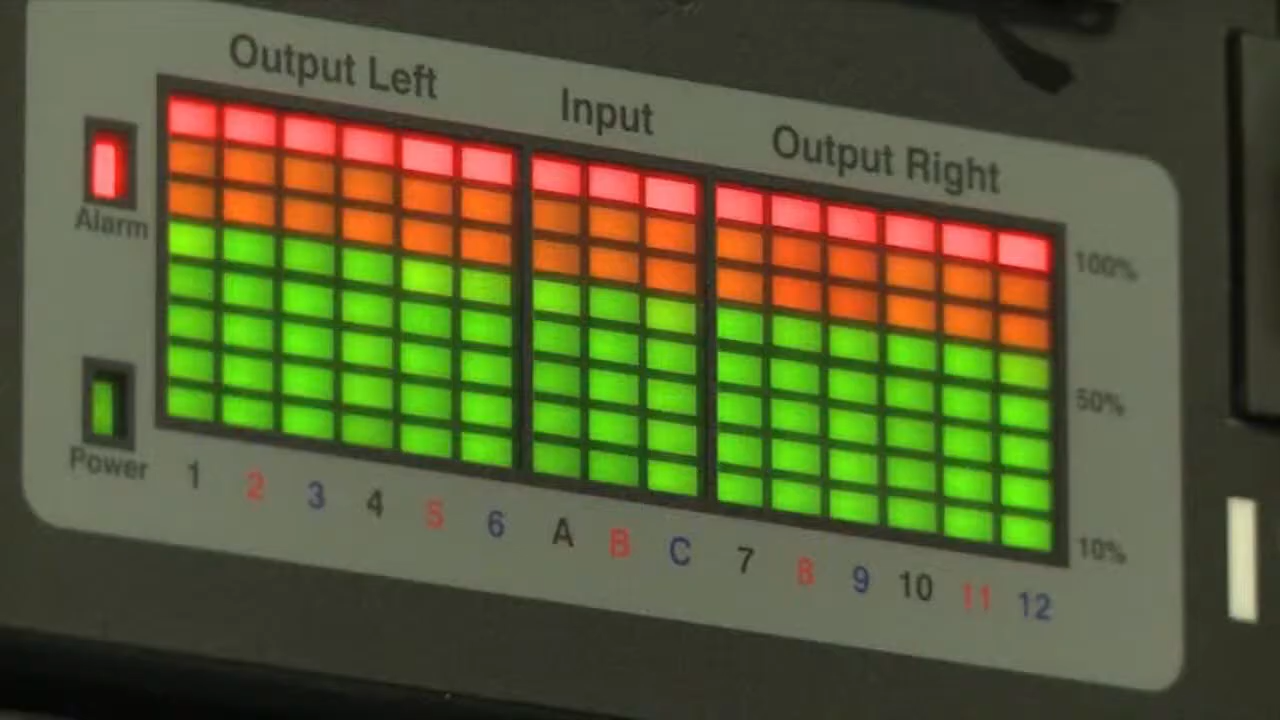 Output Left
Input
Output Right
Alarm
100%
50%
Power
10%
1 2 3 4 5 6 A B C 7 8 9 10 11 12